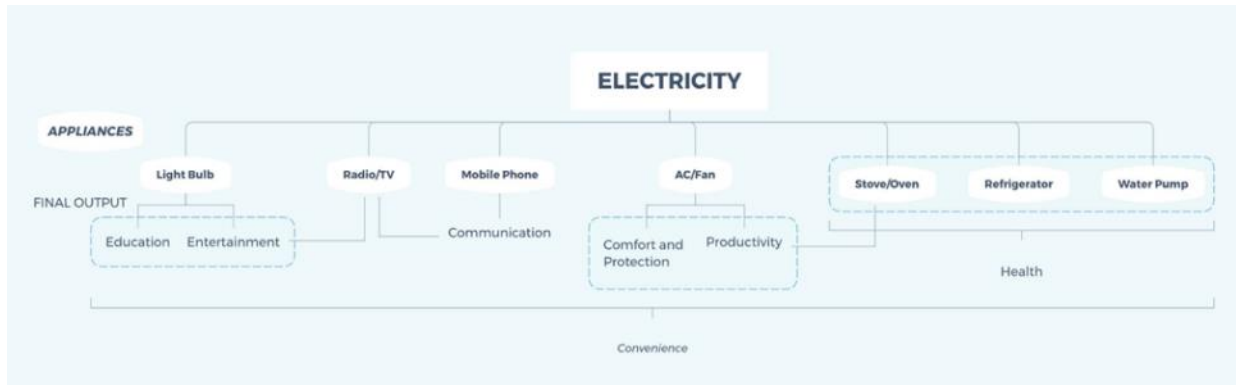 ELECTRICITY
APPLIANCES
Light Bulb
Radio/TV
Mobile Phone
AC/Fan
Stove/Oven
Refrigerator
Water Pump
FINAL OUTPUT
Education
Entertainment
Communication
Comfort and
Protection
Productivity
Health
Convenience